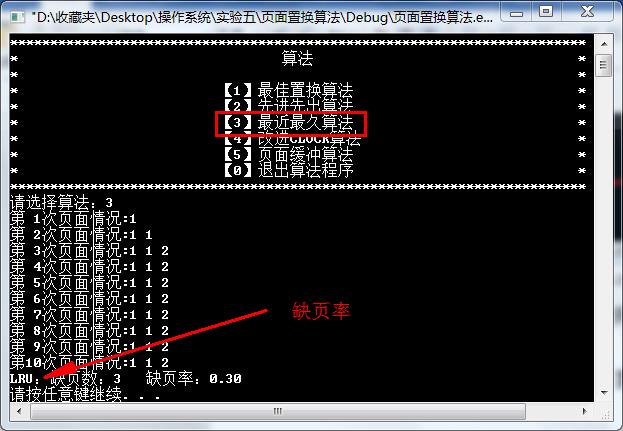 "D:\收藏夹\Desktop\操作系统\实验五\页面置换算法\Debug\页面置换算法.e...
算法
【1】最佳置换算法
【2】先进先出算法
【3】最近最久算法
【4】改进CLOCK算法
【5】页面缓冲算法
【0】退出算法程序
请选择算法：3
第 1次页面情况:1
第 2次页面情况:1 1
第 3次页面情况:1 1 2
第 4次页面情况:1 1 2
第 5次页面情况:1 1 2
第 6次页面情况:1 1 2
第 7次页面情况:1 1 2
第 8次页面情况:1 1 2
第 9次页面情况:1 1 2
第10次页面情况:1 1 2
缺页率
LRU：缺页数：3 缺页率：0.30
请按任意键继续. . .